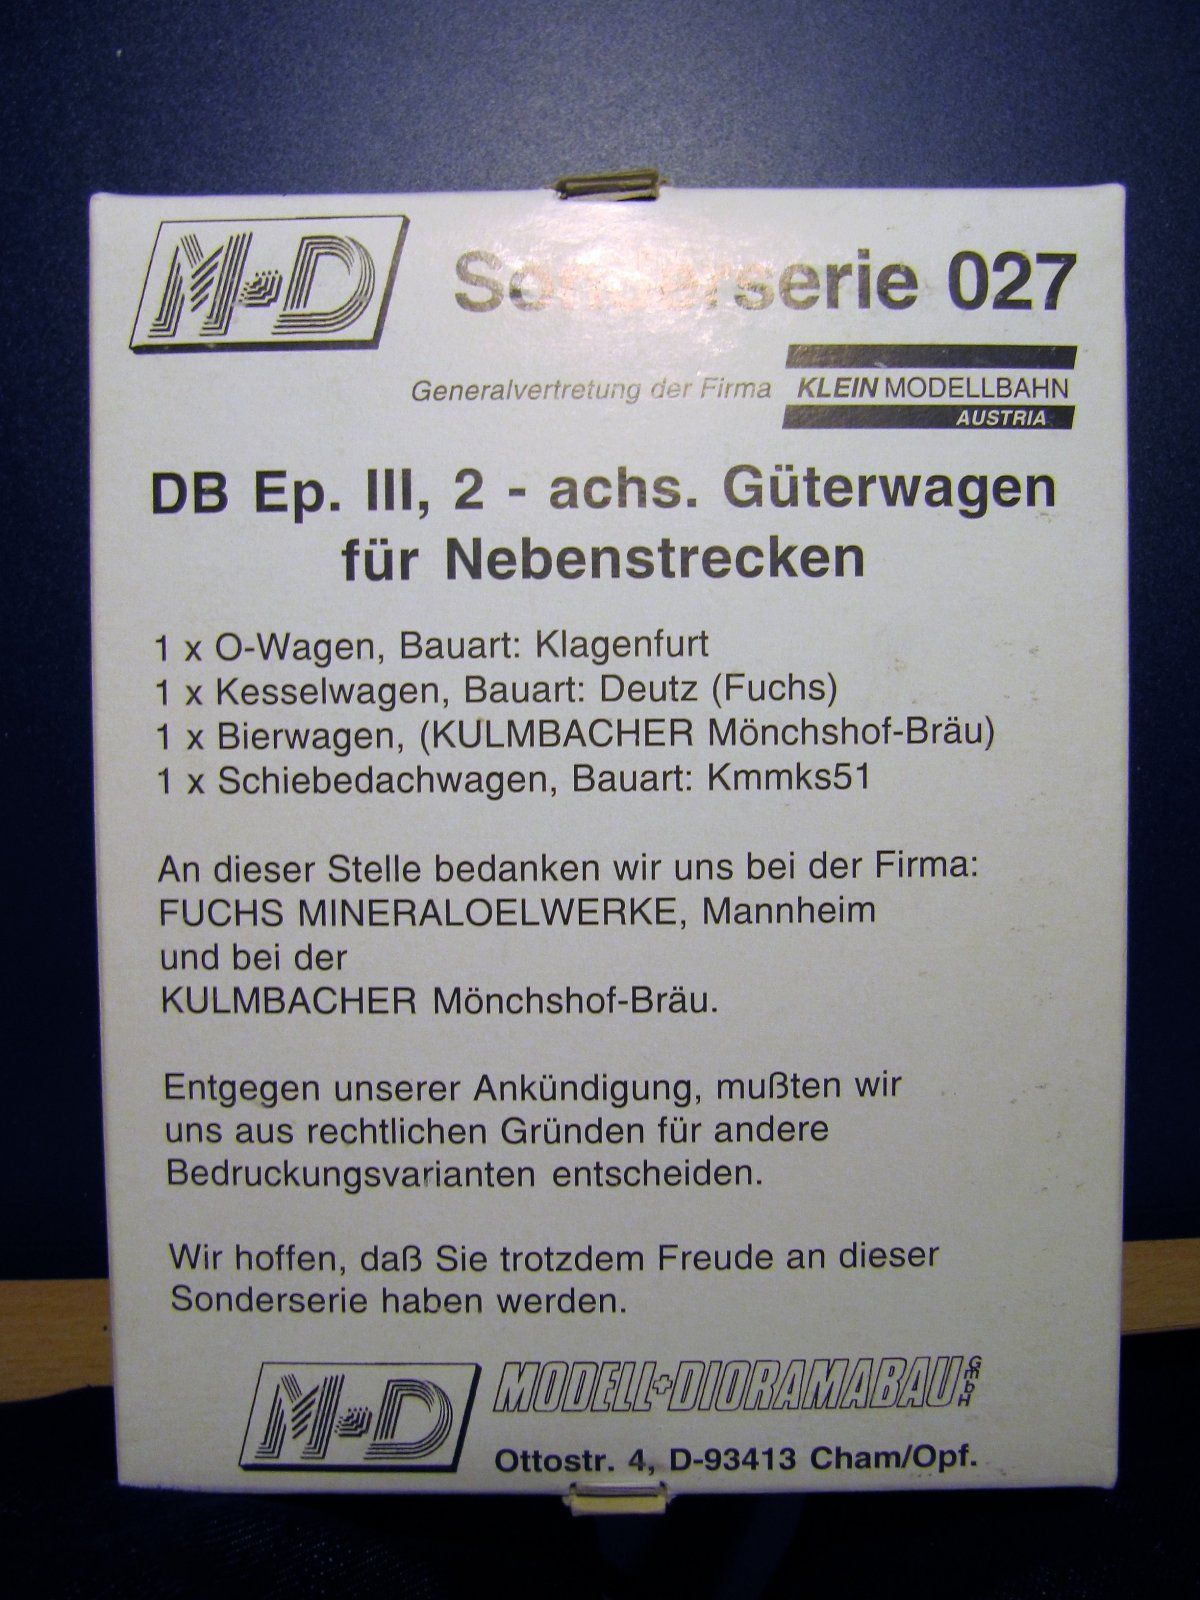 M+D
Sonderserie 027
Generalvertretung der Firma
KLEIN MODELLBAHN
AUSTRIA
DB Ep. III, 2 - achs. Güterwagen
für Nebenstrecken
1 x O-Wagen, Bauart: Klagenfurt
1 x Kesselwagen, Bauart: Deutz (Fuchs)
1 x Bierwagen, (KULMBACHER Mönchshof-Bräu)
1 x Schiebedachwagen, Bauart: Kmmks51
An dieser Stelle bedanken wir uns bei der Firma:
FUCHS MINERALOELWERKE, Mannheim
und bei der
KULMBACHER Mönchshof-Bräu.
Entgegen unserer Ankündigung, mußten wir
uns aus rechtlichen Gründen für andere
Bedruckungsvarianten entscheiden.
Wir hoffen, daß Sie trotzdem Freude an dieser
Sonderserie haben werden.
M+D
MODELL+DIORAMABAU GmbH
Ottostr. 4, D-93413 Cham/Opf.